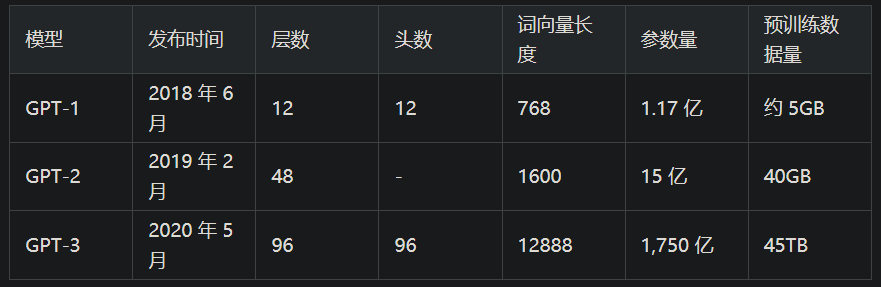 模型 发布时间 层数 头数 词向量长 参数量 预训练数
度 据量
GPT-1 2018 年 6 12 12 768 1.17 亿 约 5GB
月
GPT-2 2019 年 2 48 - 1600 15 亿 40GB
月
GPT-3 2020 年 5 96 96 12888 1,750 亿 45TB
月